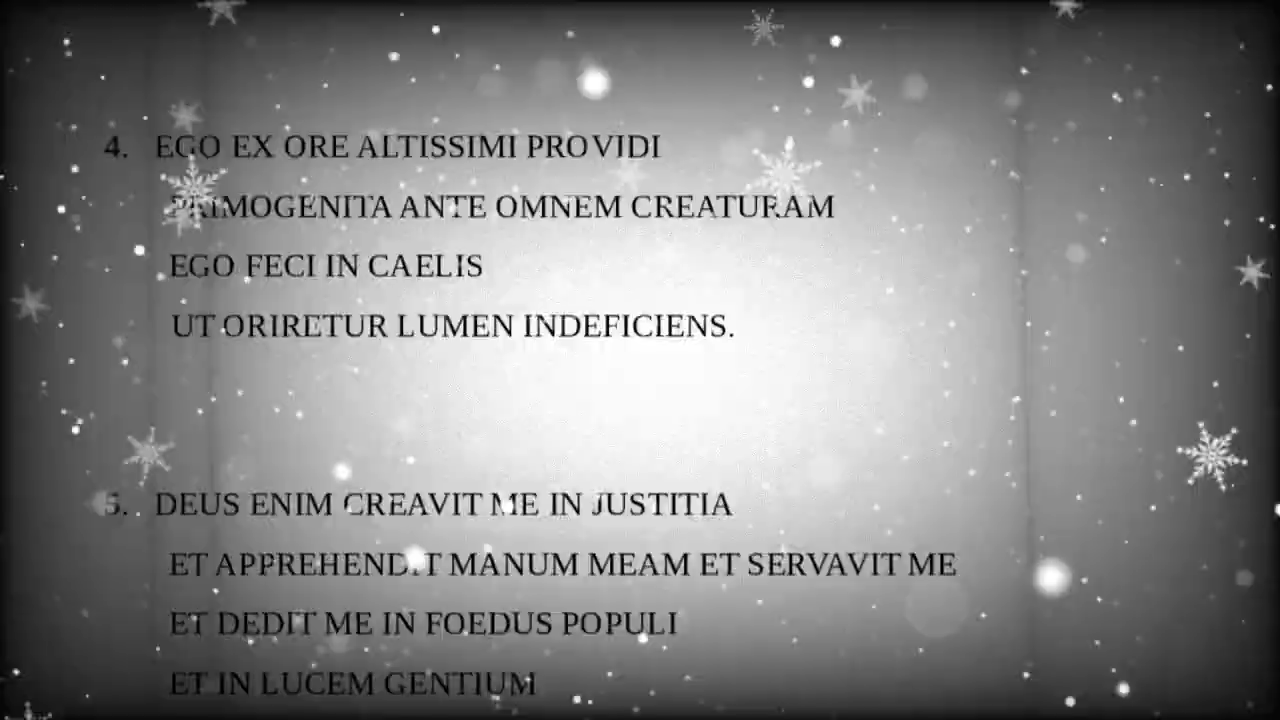 4. EGO EX ORE ALTISSIMI PROVIDI
PRIMOGENITA ANTE OMNEM CREATURAM
EGO FECI IN CAELIS
UT ORIRETUR LUMEN INDEFICIENS.
5. DEUS ENIM CREAVIT ME IN JUSTITIA
ET APPREHENDIT MANUM MEAM ET SERVAVIT ME
ET DEDIT ME IN FOEDUS POPULI
ET IN LUCEM GENTIUM